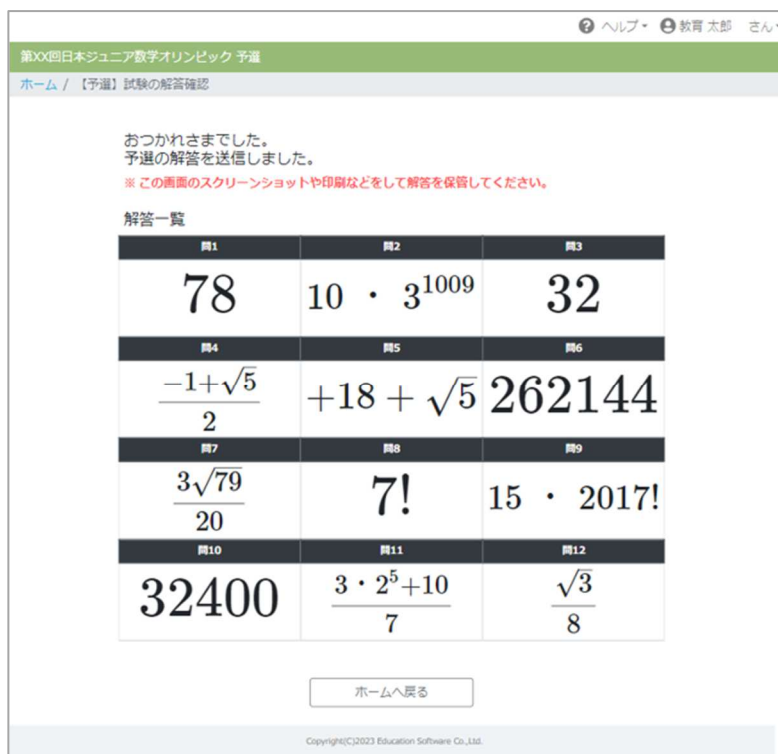 ヘルプ 教育 太郎 さん
第XX回日本ジュニア数学オリンピック 予選
ホーム / 【予選】試験の解答確認
おつかれさまでした。
予選の解答を送信しました。
※ この画面のスクリーンショットや印刷などをして解答を保管してください。
解答一覧
問1 問2 問3
78 10 · 3^{1009} 32
問4 問5 問6
\frac{-1+\sqrt{5}}{2} +18 + \sqrt{5} 262144
問7 問8 問9
\frac{3\sqrt{79}}{20} 7! 15 · 2017!
問10 問11 問12
32400 \frac{3 · 2^5+10}{7} \frac{\sqrt{3}}{8}
ホームへ戻る
Copyright(C)2023 Education Software Co.,Ltd.